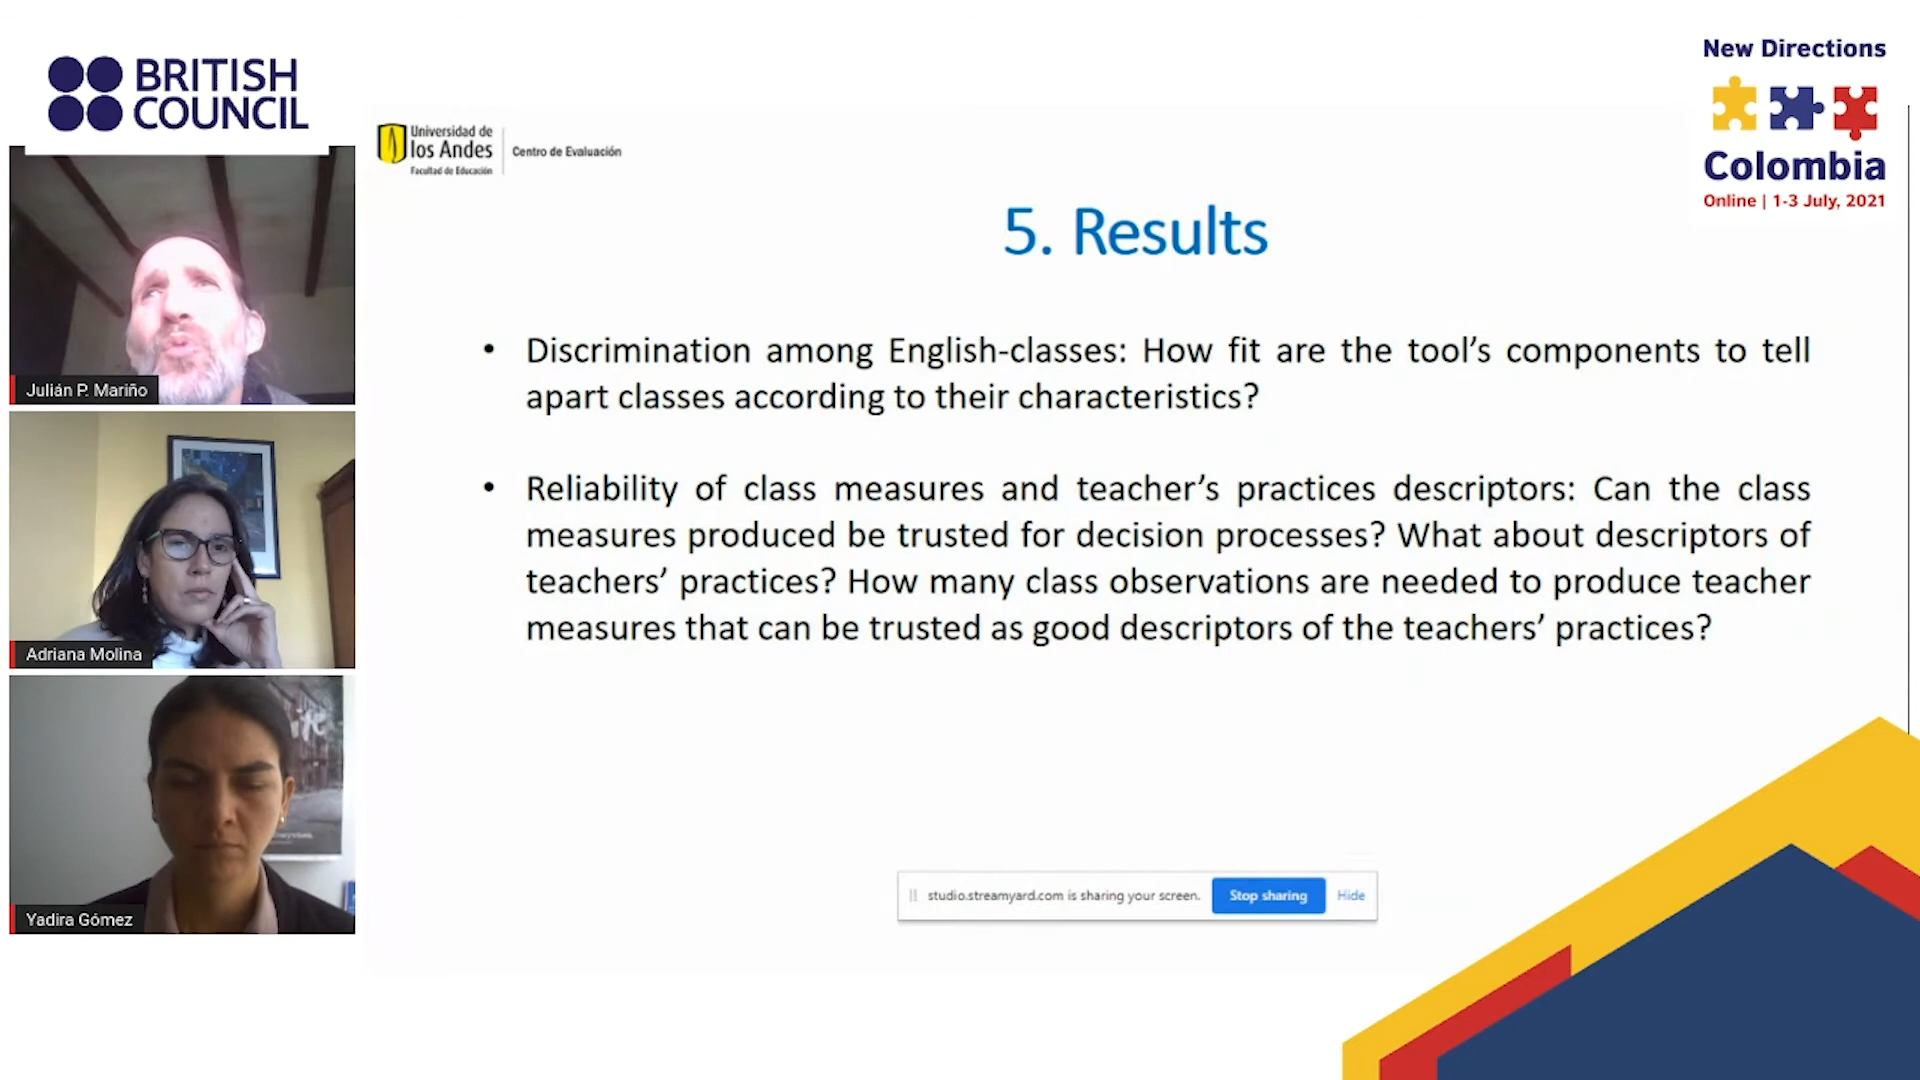 BRITISH
COUNCIL
New Directions
Colombia
Online | 1-3 July, 2021
Universidad de
los Andes
Facultad de Educación
Centro de Evaluación
5. Results
• Discrimination among English-classes: How fit are the tool's components to tell
apart classes according to their characteristics?
• Reliability of class measures and teacher's practices descriptors: Can the class
measures produced be trusted for decision processes? What about descriptors of
teachers' practices? How many class observations are needed to produce teacher
measures that can be trusted as good descriptors of the teachers' practices?
Julián P. Mariño
Adriana Molina
Yadira Gómez
studio.streamyard.com is sharing your screen.
Stop sharing
Hide